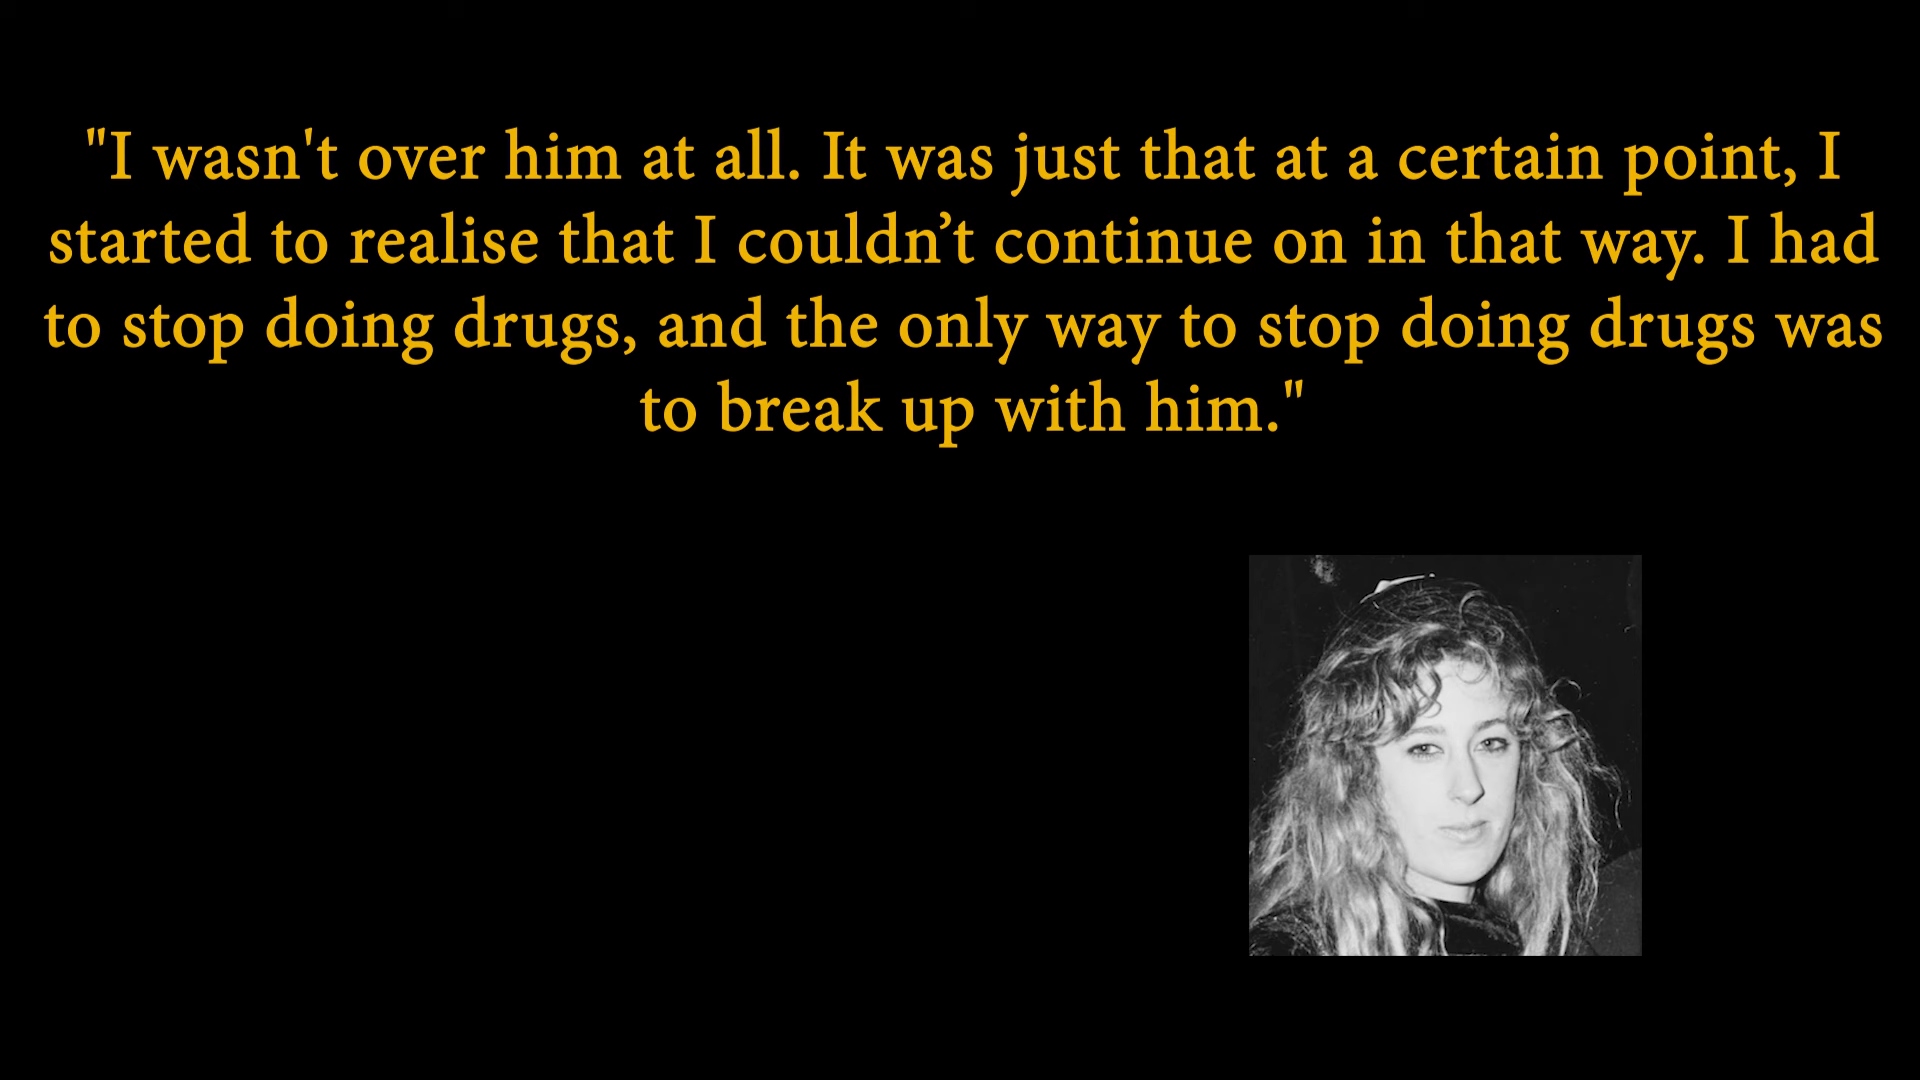 "I wasn't over him at all. It was just that at a certain point, I
started to realise that I couldn’t continue on in that way. I had
to stop doing drugs, and the only way to stop doing drugs was
to break up with him."